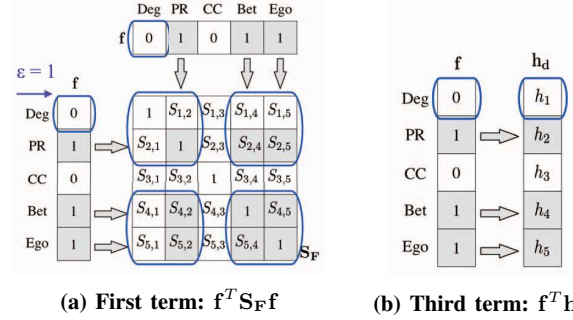 Deg PR CC Bet Ego
f 0 1 0 1 1
ε = 1
f
Deg 0 1 S1,2 S1,3 S1,4 S1,5
PR 1 S2,1 1 S2,3 S2,4 S2,5
CC 0 S3,1 S3,2 1 S3,4 S3,5
Bet 1 S4,1 S4,2 S4,3 1 S4,5
Ego 1 S5,1 S5,2 S5,3 S5,4 1
SF
(a) First term: f^T SF f
f hd
Deg 0 h1
PR 1 h2
CC 0 h3
Bet 1 h4
Ego 1 h5
(b) Third term: f^T h